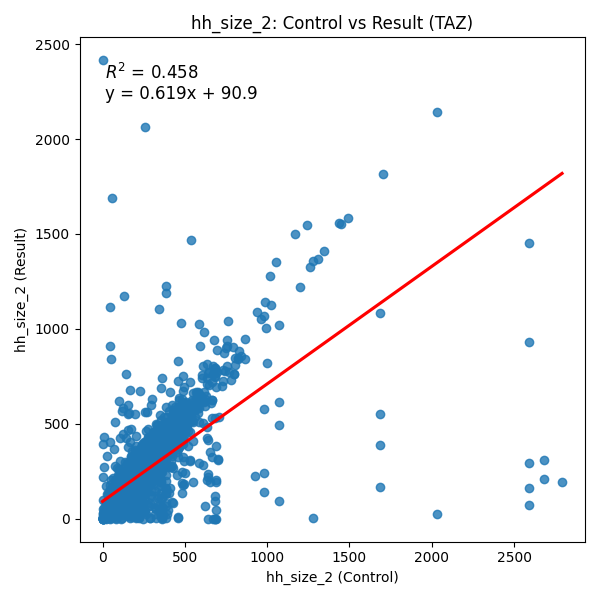 hh_size_2: Control vs Result (TAZ)
2500
2000
1500
1000
500
0
R² = 0.458
y = 0.619x + 90.9
hh_size_2 (Result)
0 500 1000 1500 2000 2500
hh_size_2 (Control)